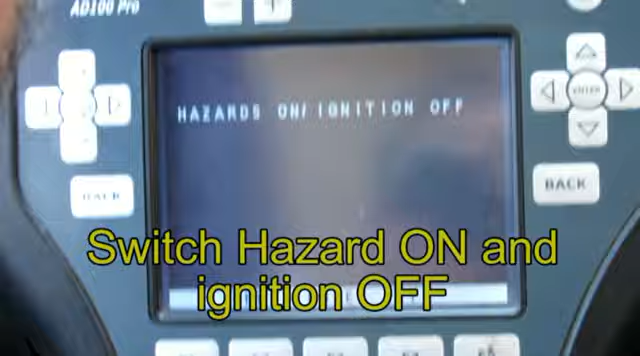 AD100 Pro
HAZARDS ON/IGNITION OFF
ENTER
BACK
BACK
Switch Hazard ON and
ignition OFF